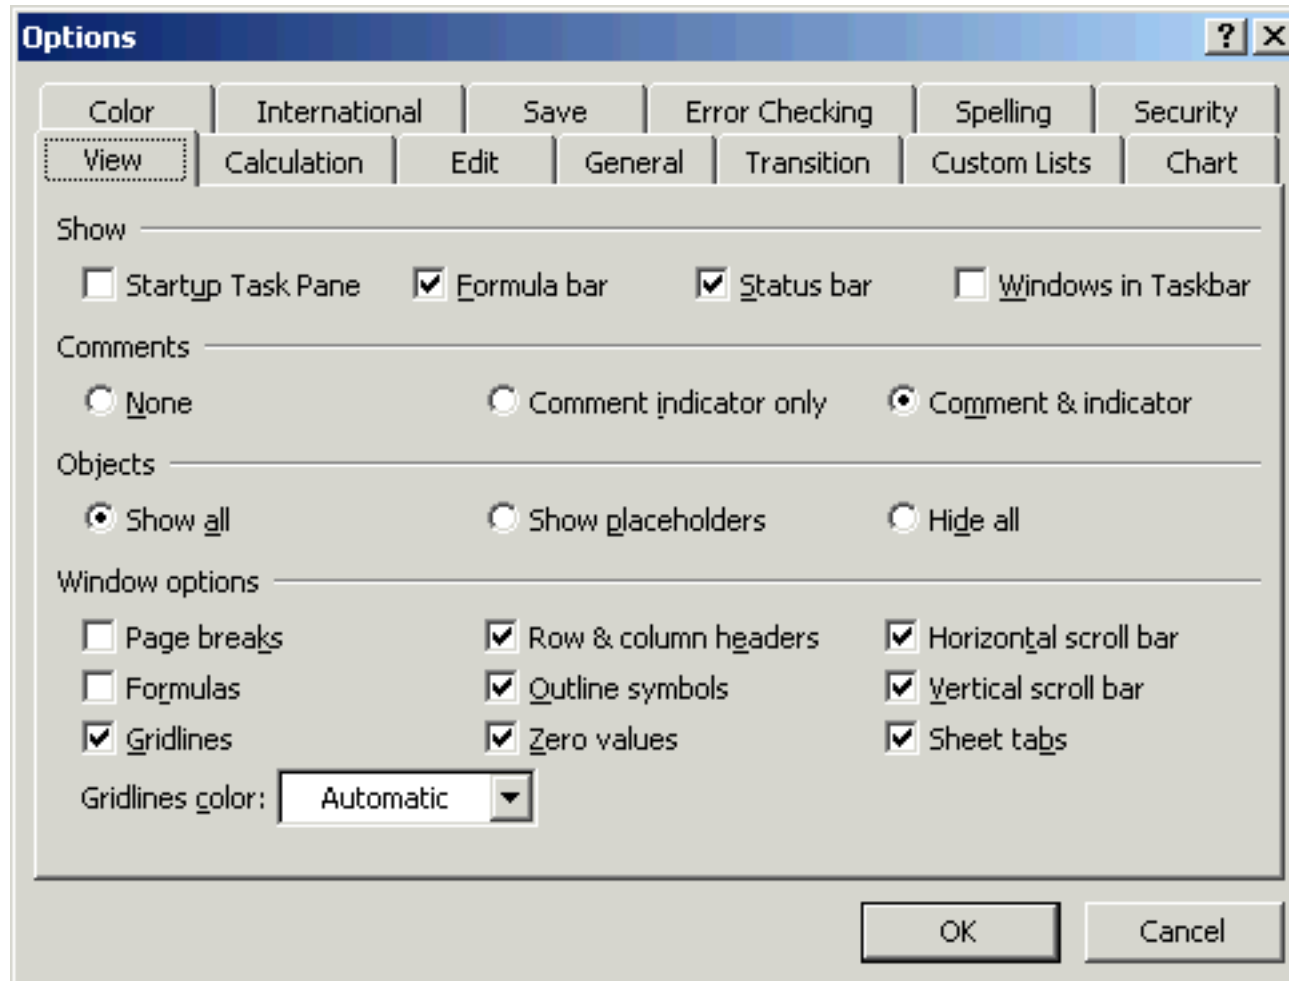 Options
Color International Save Error Checking Spelling Security
View Calculation Edit General Transition Custom Lists Chart
Show
Startup Task Pane Formula bar Status bar Windows in Taskbar
Comments
None Comment indicator only Comment & indicator
Objects
Show all Show placeholders Hide all
Window options
Page breaks Row & column headers Horizontal scroll bar
Formulas Outline symbols Vertical scroll bar
Gridlines Zero values Sheet tabs
Gridlines color: Automatic
OK Cancel